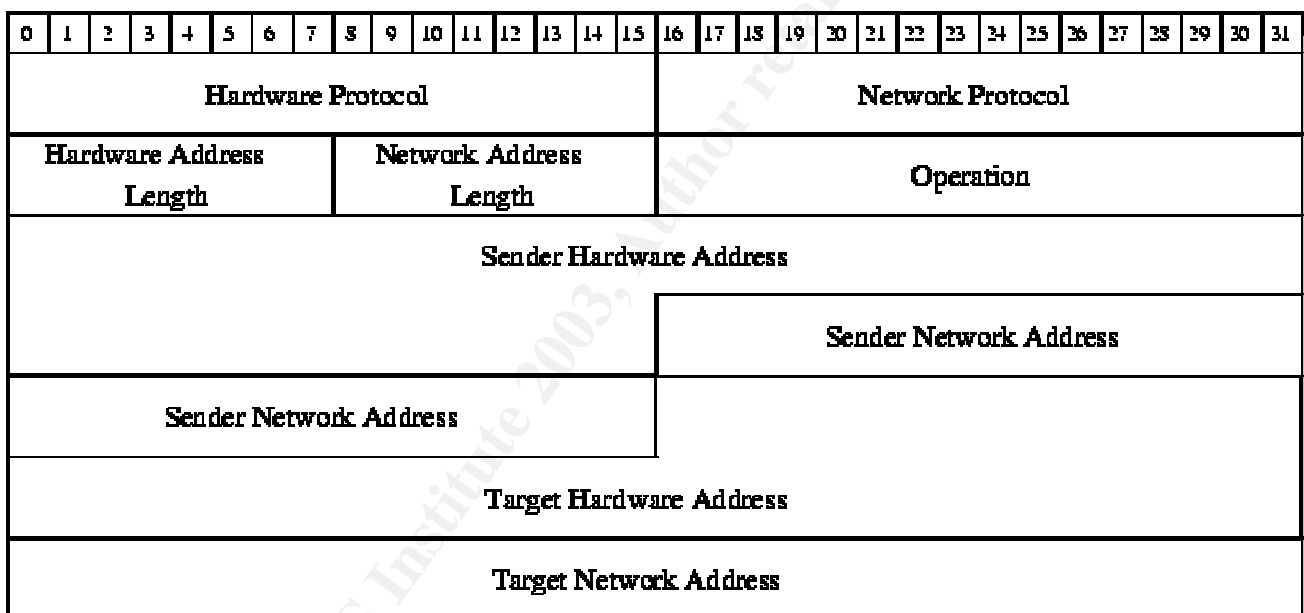 0 1 2 3 4 5 6 7 8 9 10 11 12 13 14 15 16 17 18 19 20 21 22 23 24 25 26 27 28 29 30 31
Hardware Protocol Network Protocol
Hardware Address Length Network Address Length Operation
Sender Hardware Address
Sender Network Address
Sender Network Address
Target Hardware Address
Target Network Address
Institute 2003, Author